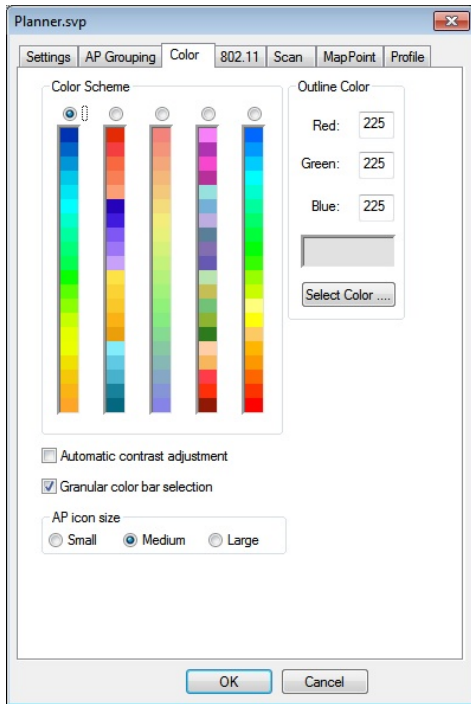 Planner.svp
Settings AP Grouping Color 802.11 Scan MapPoint Profile
Color Scheme
Outline Color
Red: 225
Green: 225
Blue: 225
Select Color ....
Automatic contrast adjustment
Granular color bar selection
AP icon size
Small Medium Large
OK Cancel